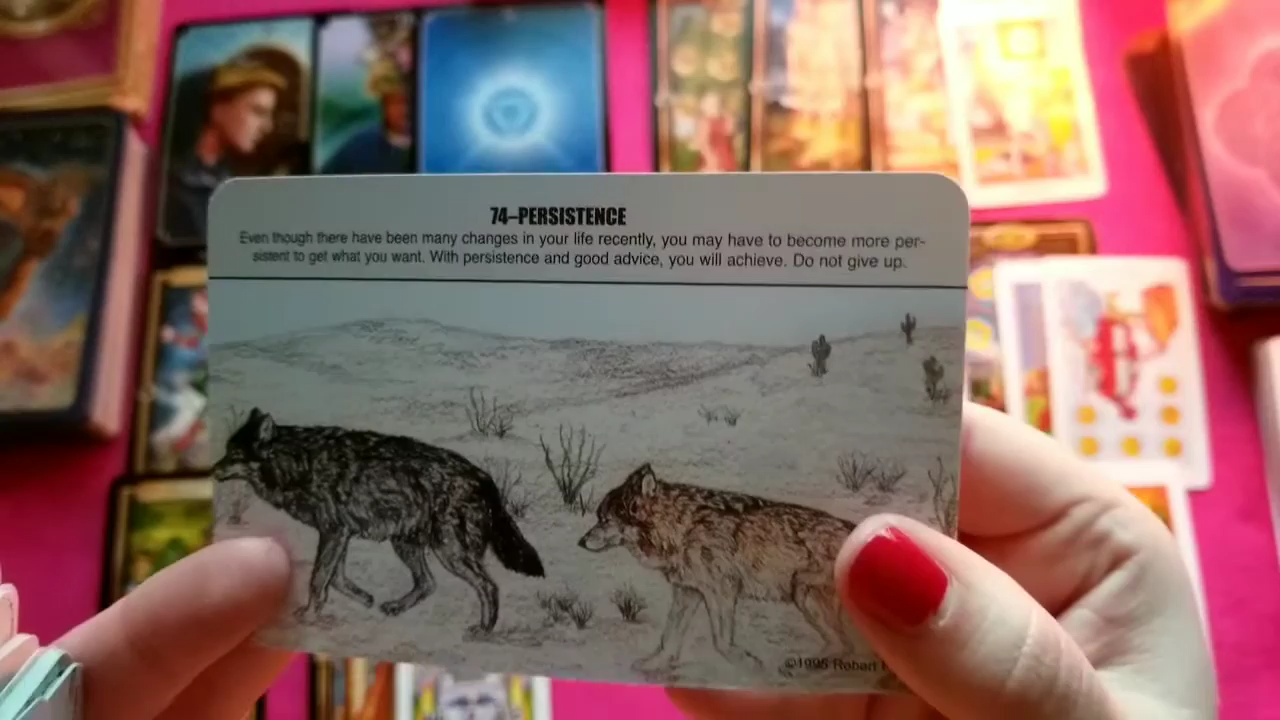 74–PERSISTENCE
Even though there have been many changes in your life recently, you may have to become more per-
sistent to get what you want. With persistence and good advice, you will achieve. Do not give up.
©1995 Robert